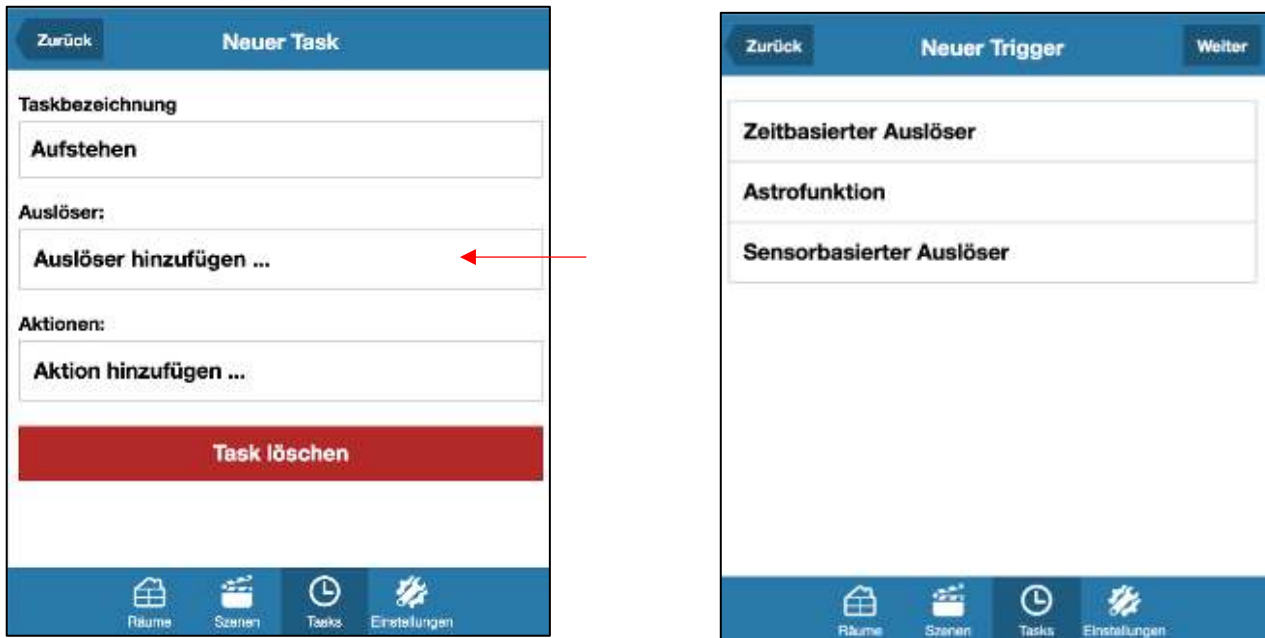 Zurück Neuer Task
Taskbezeichnung
Aufstehen
Auslöser:
Auslöser hinzufügen ...
Aktionen:
Aktion hinzufügen ...
Task löschen
Räume Szenen Tasks Einstellungen
Zurück Neuer Trigger Weiter
Zeitbasierter Auslöser
Astrofunktion
Sensorbasierter Auslöser
Räume Szenen Tasks Einstellungen